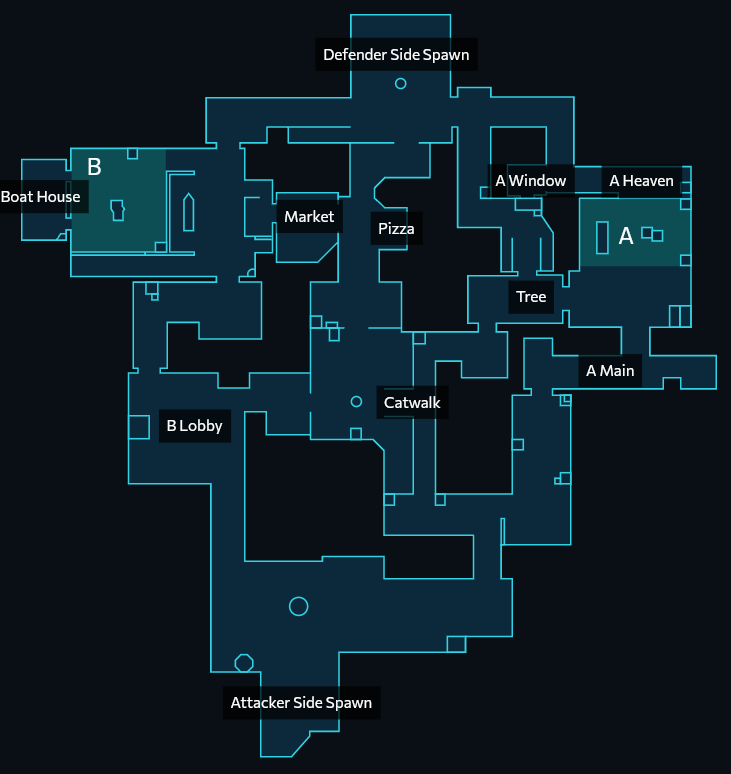 Defender Side Spawn
B
A Window
A Heaven
Boat House
Market
Pizza
A
Tree
A Main
Catwalk
B Lobby
Attacker Side Spawn